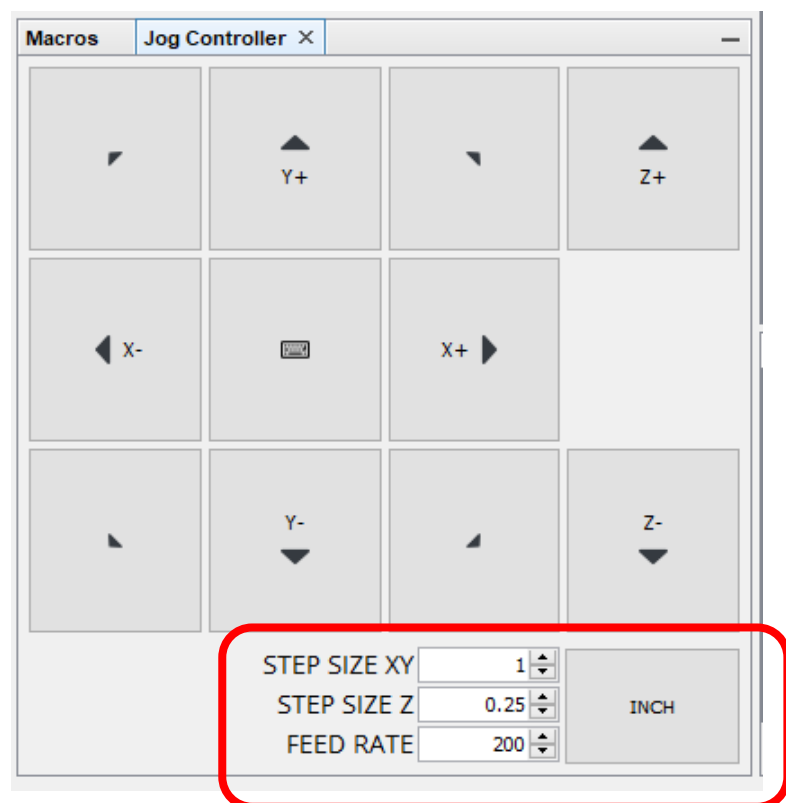 Macros Jog Controller
Y+ Z+
X- X+
Y- Z-
STEP SIZE XY 1
STEP SIZE Z 0.25 INCH
FEED RATE 200